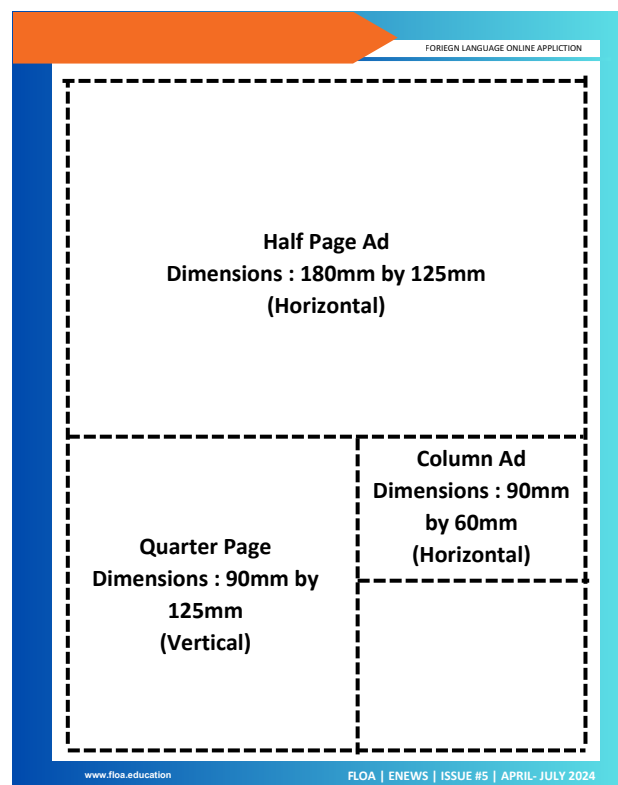 FORIEGN LANGUAGE ONLINE APPLICTION
Half Page Ad
Dimensions : 180mm by 125mm
(Horizontal)
Column Ad
Dimensions : 90mm
by 60mm
(Horizontal)
Quarter Page
Dimensions : 90mm by
125mm
(Vertical)
www.floa.education
FLOA | ENEWS | ISSUE #5 | APRIL- JULY 2024